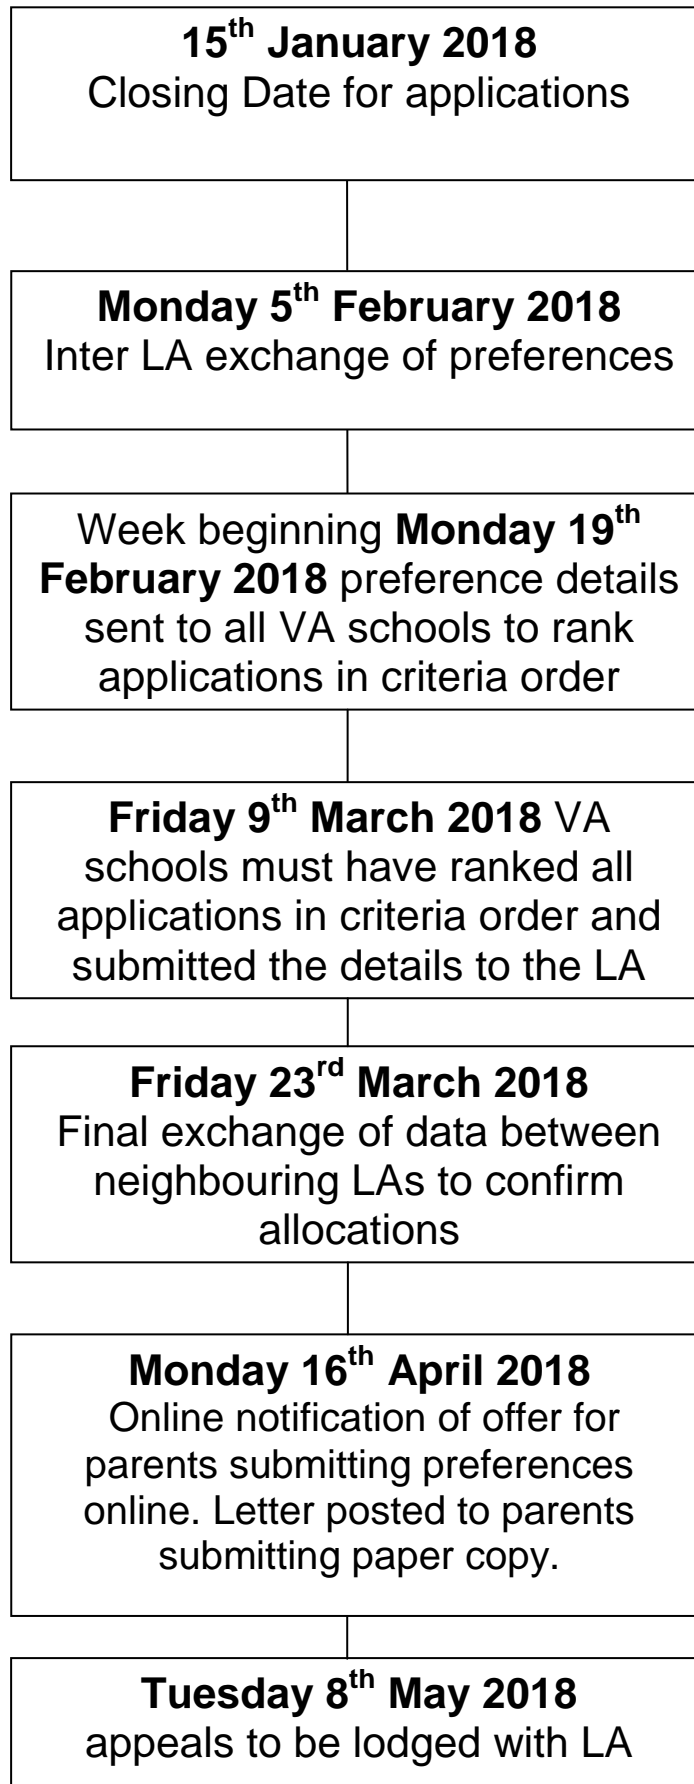 15th January 2018
Closing Date for applications
Monday 5th February 2018
Inter LA exchange of preferences
Week beginning Monday 19th
February 2018 preference details
sent to all VA schools to rank
applications in criteria order
Friday 9th March 2018 VA
schools must have ranked all
applications in criteria order and
submitted the details to the LA
Friday 23rd March 2018
Final exchange of data between
neighbouring LAs to confirm
allocations
Monday 16th April 2018
Online notification of offer for
parents submitting preferences
online. Letter posted to parents
submitting paper copy.
Tuesday 8th May 2018
appeals to be lodged with LA